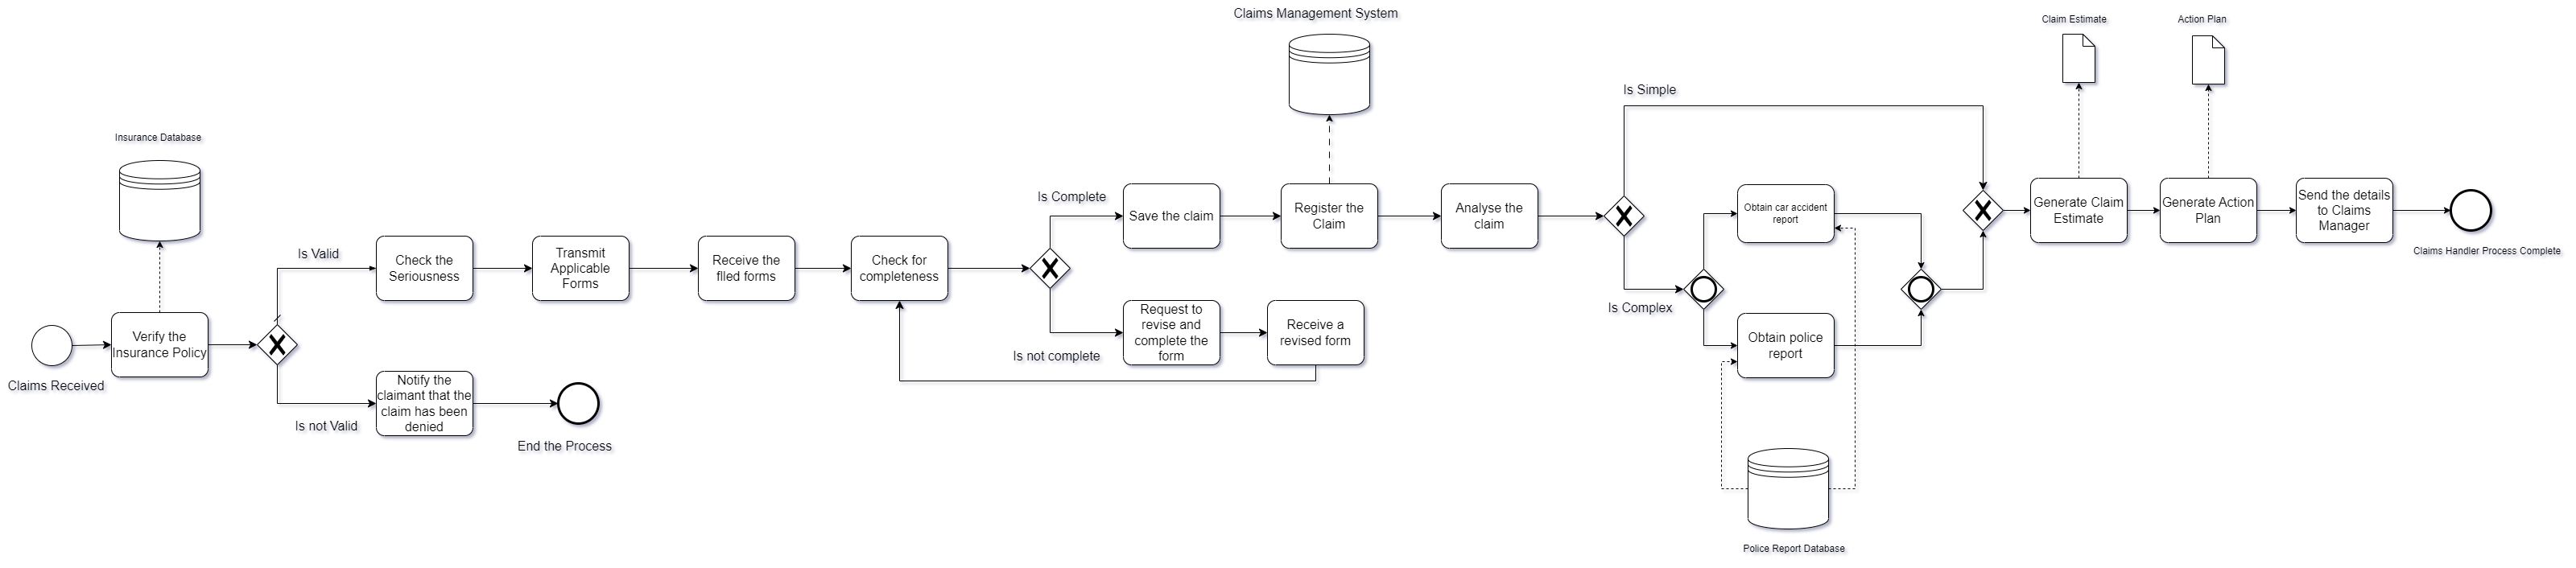 Claims Management System
Claim Estimate
Action Plan
Is Simple
Insurance Database
Is Complete
Save the claim
Register the
Claim
Analyse the
claim
Obtain car accident
report
Generate Claim
Estimate
Generate Action
Plan
Send the details
to Claims
Manager
Claims Handler Process Complete
Is Valid
Check the
Seriousness
Transmit
Applicable
Forms
Receive the
flled forms
Check for
completeness
Is Complex
Verify the
Insurance Policy
Claims Received
Request to
revise and
complete the
form
Receive a
revised form
Is not complete
Obtain police
report
Notify the
claimant that the
claim has been
denied
Is not Valid
End the Process
Police Report Database